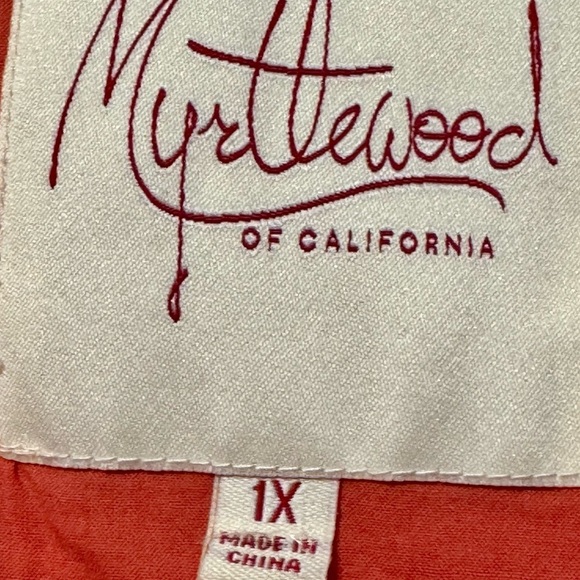 Myrtlewood
OF CALIFORNIA
1X
MADE IN
CHINA